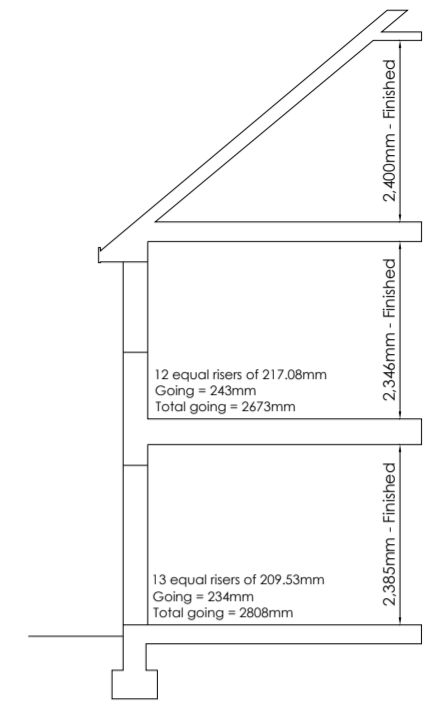 2,400mm - Finished
2,346mm - Finished
12 equal risers of 217.08mm
Going = 243mm
Total going = 2673mm
2,385mm - Finished
13 equal risers of 209.53mm
Going = 234mm
Total going = 2808mm